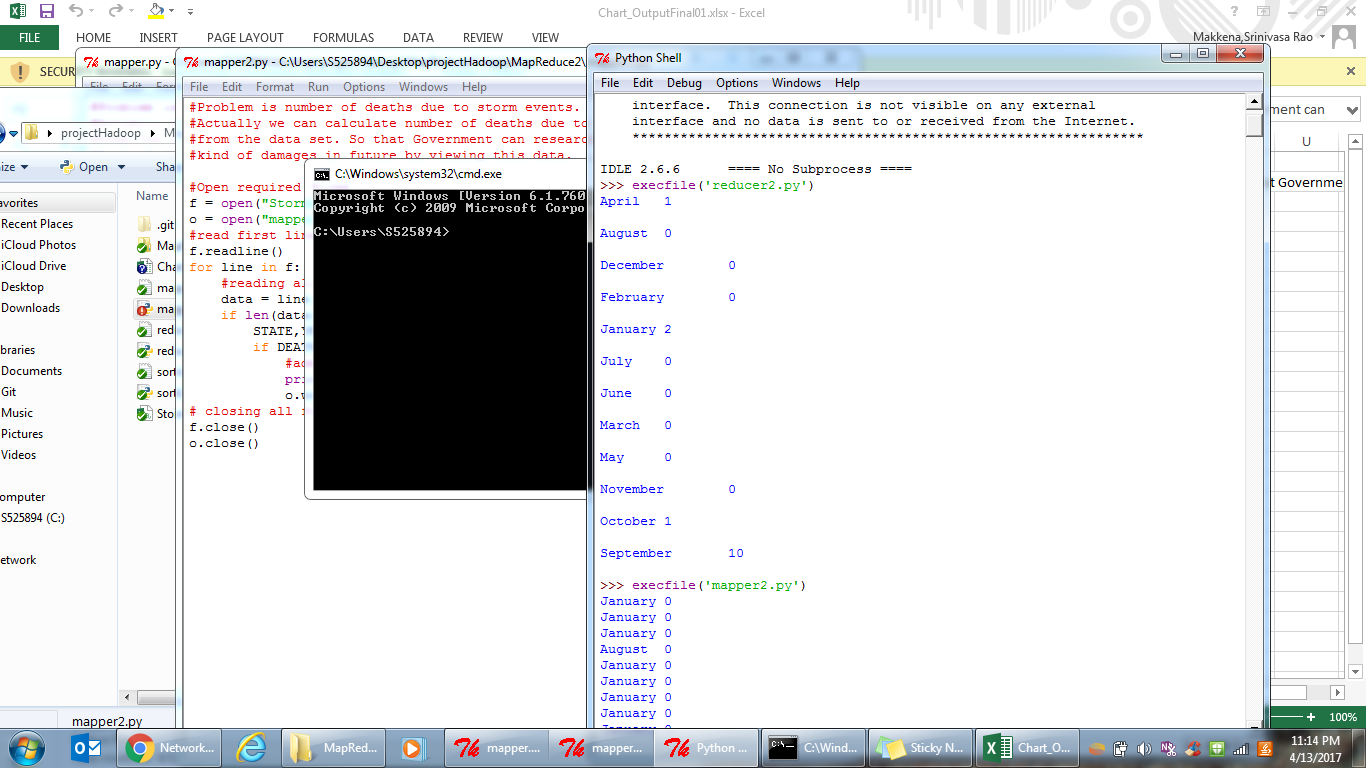 Chart_OutputFinal01.xlsx - Excel
FILE
HOME
INSERT
PAGE LAYOUT
FORMULAS
DATA
REVIEW
VIEW
Makkena,Srinivasa Rao
SECUR
ment can
U
t Governme
100%
projectHadoop
M
ize
Open
Sha
Name
avorites
Recent Places
iCloud Photos
iCloud Drive
Desktop
Downloads
ibraries
Documents
Git
Music
Pictures
Videos
omputer
S525894 (C:)
etwork
.git
Ma
Cha
ma
ma
red
red
sort
sort
Sto
mapper2.py
mapper.py - C
File Edit Form
mapper2.py - C:\Users\S525894\Desktop\projectHadoop\MapReduce2\
File Edit Format Run Options Windows Help
#Problem is number of deaths due to storm events.
#Actually we can calculate number of deaths due to
#from the data set. So that Government can researc
#kind of damages in future by viewing this data.
#Open required
f = open("Storm
o = open("mappe
#read first lin
f.readline()
for line in f:
#reading al
data = line
if len(data
STATE,Y
if DEAT
#ad
pri
o.w
# closing all f
f.close()
o.close()
C:\Windows\system32\cmd.exe
Microsoft Windows [Version 6.1.760
Copyright (c) 2009 Microsoft Corpo
C:\Users\S525894>
Python Shell
File Edit Debug Options Windows Help
interface.  This connection is not visible on any external
interface and no data is sent to or received from the Internet.
****************************************************************
IDLE 2.6.6      ==== No Subprocess ====
>>> execfile('reducer2.py')
April 1
August 0
December 0
February 0
January 2
July 0
June 0
March 0
May 0
November 0
October 1
September 10
>>> execfile('mapper2.py')
January 0
January 0
January 0
August 0
January 0
January 0
January 0
January 0
Network...
MapRed...
mapper....
mapper...
Python ...
C:\Wind...
Sticky N...
Chart_O...
11:14 PM
4/13/2017